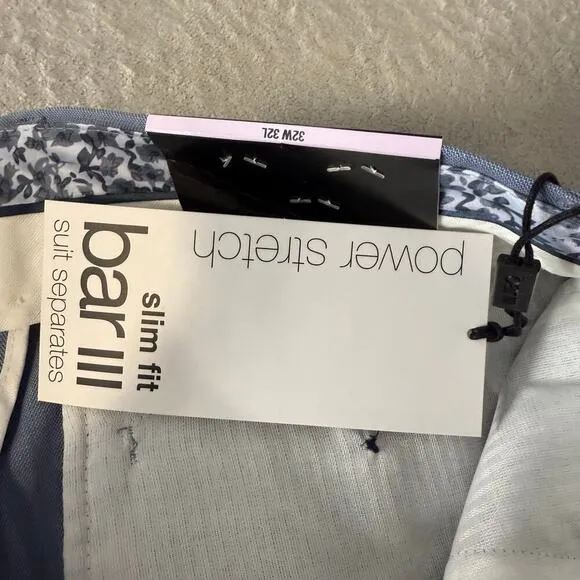 32W 32L
power stretch
slim fit
bar III
suit separates